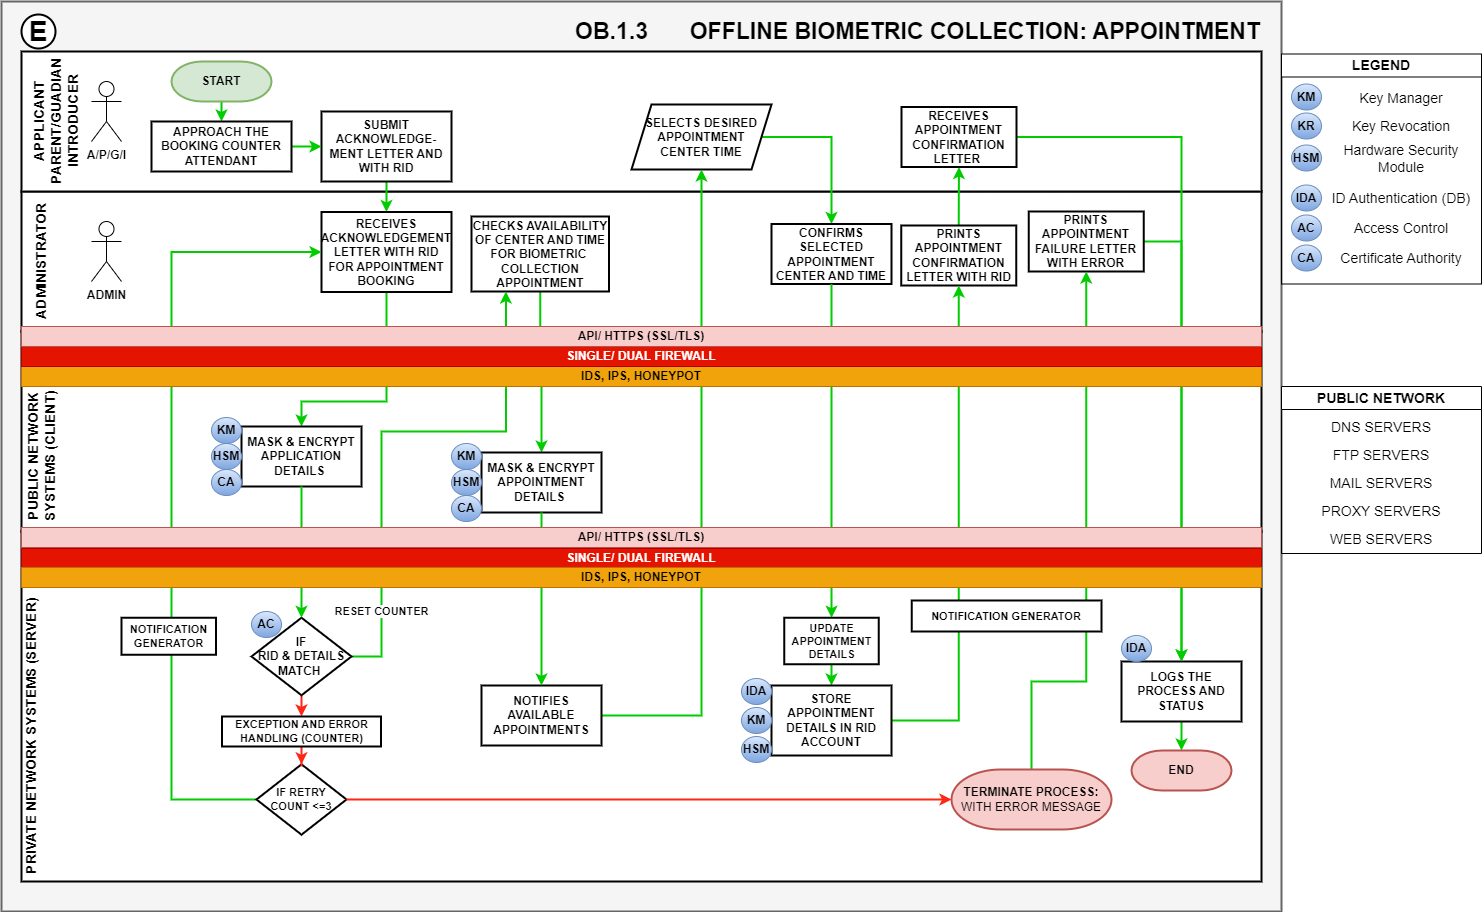 E
OB.1.3 OFFLINE BIOMETRIC COLLECTION: APPOINTMENT
APPLICANT
PARENT/GUADIAN
INTRODUCER
A/P/G/I
START
APPROACH THE
BOOKING COUNTER
ATTENDANT
SUBMIT
ACKNOWLEDGE-
MENT LETTER AND
WITH RID
SELECTS DESIRED
APPOINTMENT
CENTER TIME
RECEIVES
APPOINTMENT
CONFIRMATION
LETTER
ADMINISTRATOR
ADMIN
RECEIVES
ACKNOWLEDGEMENT
LETTER WITH RID
FOR APPOINTMENT
BOOKING
CHECKS AVAILABILITY
OF CENTER AND TIME
FOR BIOMETRIC
COLLECTION
APPOINTMENT
CONFIRMS
SELECTED
APPOINTMENT
CENTER AND TIME
PRINTS
APPOINTMENT
CONFIRMATION
LETTER WITH RID
PRINTS
APPOINTMENT
FAILURE LETTER
WITH ERROR
API/ HTTPS (SSL/TLS)
SINGLE/ DUAL FIREWALL
IDS, IPS, HONEYPOT
PUBLIC NETWORK
SYSTEMS (CLIENT)
KM
HSM
CA
MASK & ENCRYPT
APPLICATION
DETAILS
KM
HSM
CA
MASK & ENCRYPT
APPOINTMENT
DETAILS
API/ HTTPS (SSL/TLS)
SINGLE/ DUAL FIREWALL
IDS, IPS, HONEYPOT
PRIVATE NETWORK SYSTEMS (SERVER)
NOTIFICATION
GENERATOR
AC
IF
RID & DETAILS
MATCH
RESET COUNTER
EXCEPTION AND ERROR
HANDLING (COUNTER)
IF RETRY
COUNT <=3
NOTIFIES
AVAILABLE
APPOINTMENTS
UPDATE
APPOINTMENT
DETAILS
IDA
KM
HSM
STORE
APPOINTMENT
DETAILS IN RID
ACCOUNT
NOTIFICATION GENERATOR
TERMINATE PROCESS:
WITH ERROR MESSAGE
IDA
LOGS THE
PROCESS AND
STATUS
END
LEGEND
KM Key Manager
KR Key Revocation
HSM Hardware Security
Module
IDA ID Authentication (DB)
AC Access Control
CA Certificate Authority
PUBLIC NETWORK
DNS SERVERS
FTP SERVERS
MAIL SERVERS
PROXY SERVERS
WEB SERVERS